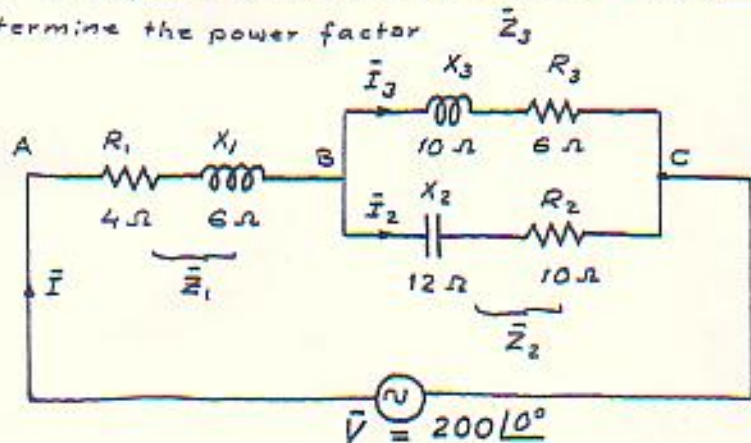 termine the power factor Z̄₃
Ī₃ X₃ R₃
A R₁ X₁ B 10 Ω 6 Ω C
4 Ω 6 Ω Ī₂ X₂ R₂
Ī Z̄₁ 12 Ω 10 Ω
Z̄₂
V̄ = 200∠0°